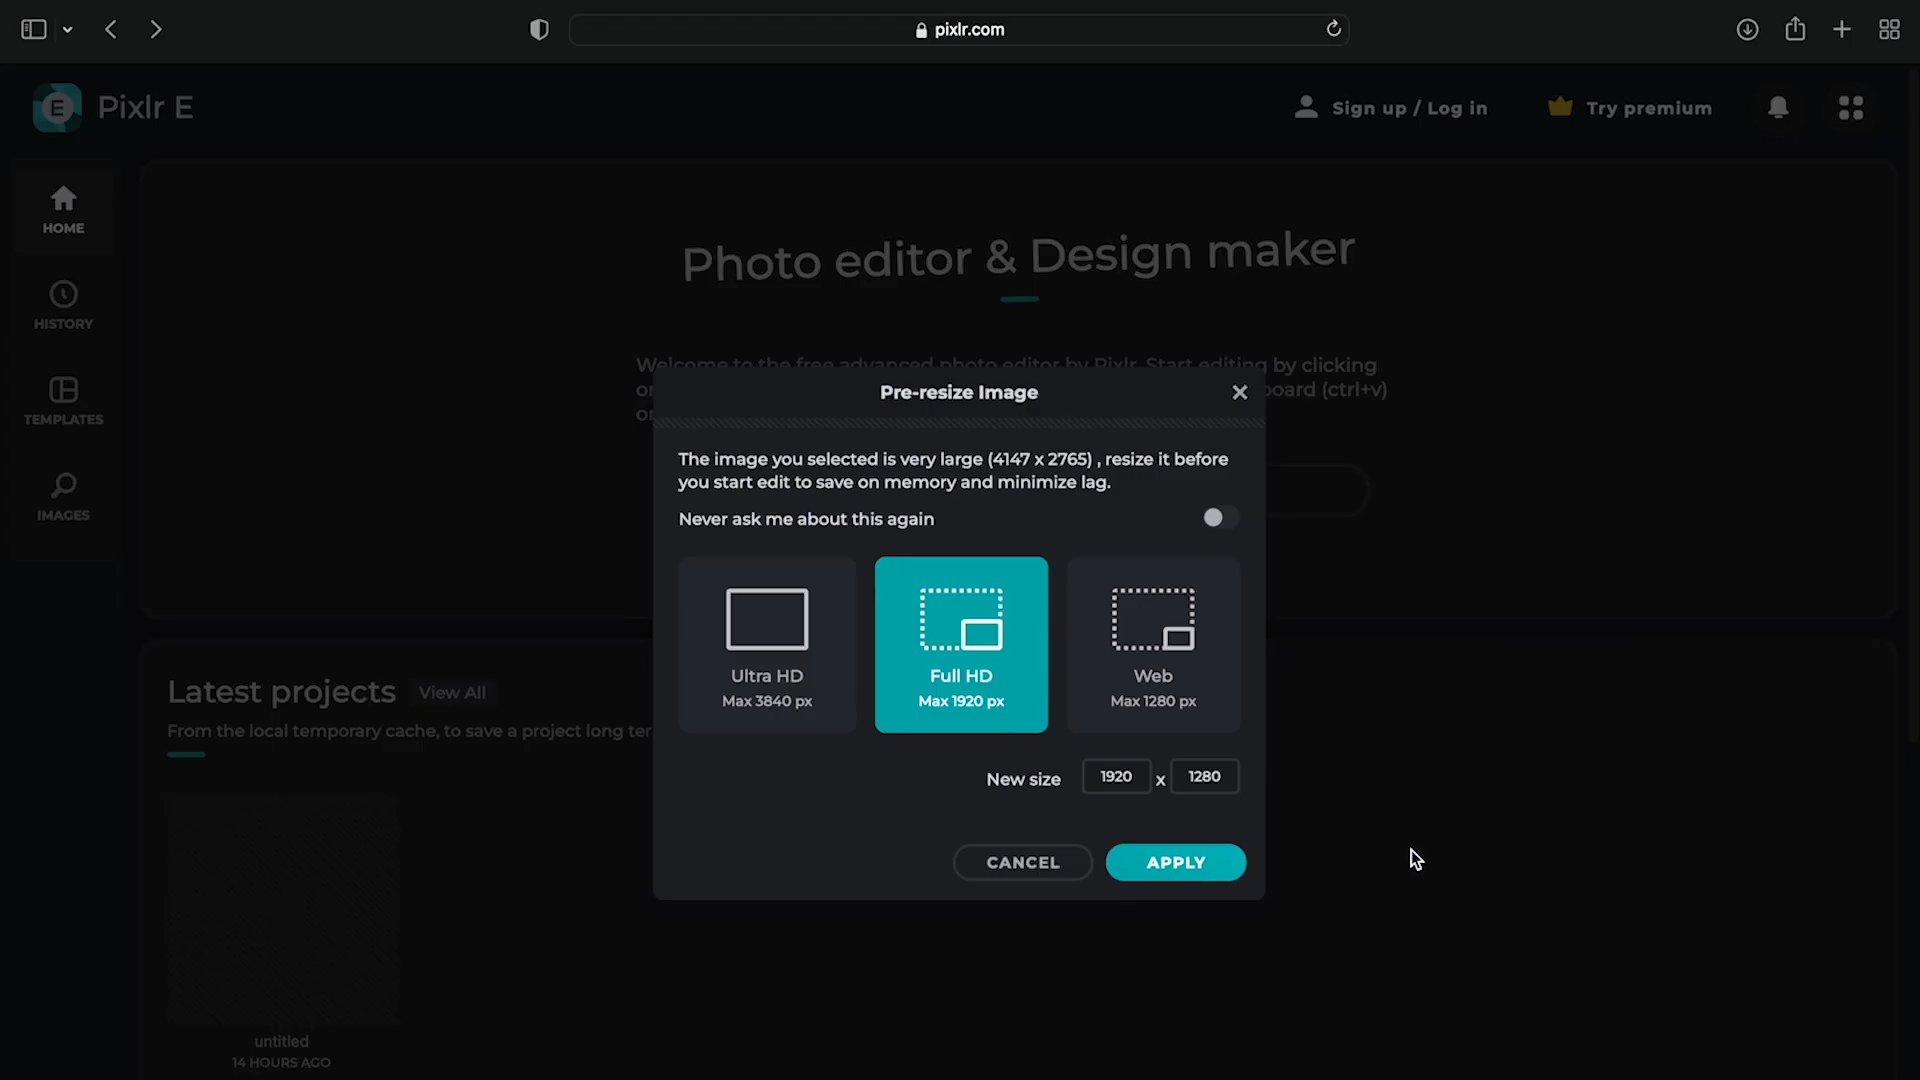 pixlr.com
E
Pixlr E
Sign up / Log in
Try premium
HOME
HISTORY
TEMPLATES
IMAGES
Photo editor & Design maker
Welcome to the free advanced photo editor by Pixlr. Start editing by clicking
board (ctrl+v)
Pre-resize Image
The image you selected is very large (4147 x 2765) , resize it before
you start edit to save on memory and minimize lag.
Never ask me about this again
Ultra HD
Max 3840 px
Full HD
Max 1920 px
Web
Max 1280 px
New size 1920 x 1280
CANCEL
APPLY
Latest projects
View All
From the local temporary cache, to save a project long ter
untitled
14 HOURS AGO